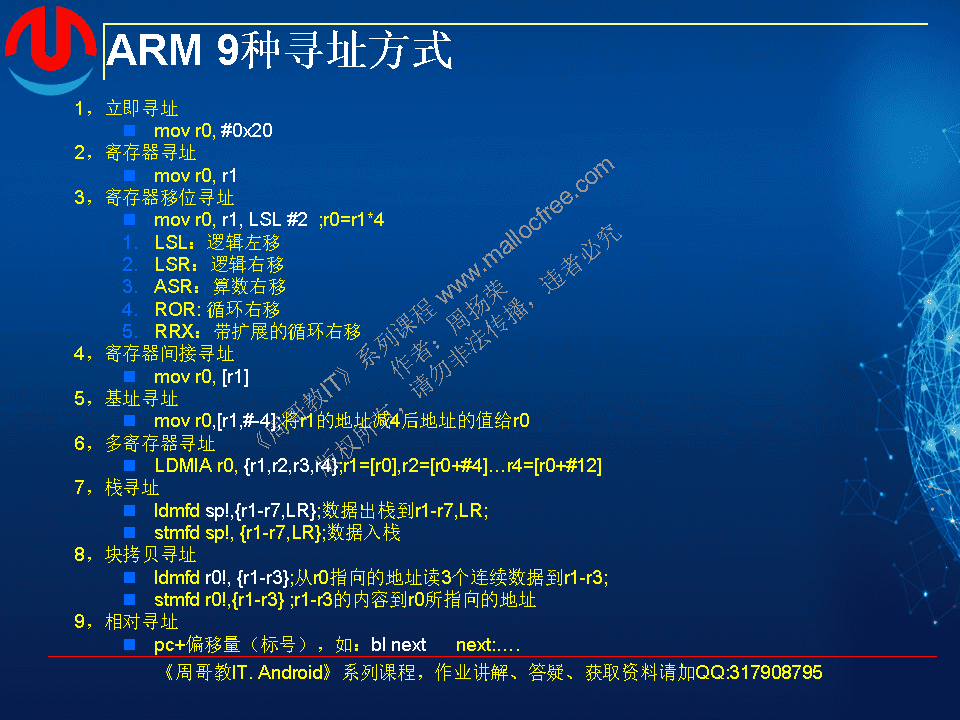 ARM 9种寻址方式
1，立即寻址
mov r0, #0x20
2，寄存器寻址
mov r0, r1
3，寄存器移位寻址
mov r0, r1, LSL #2 ;r0=r1*4
1. LSL：逻辑左移
2. LSR：逻辑右移
3. ASR：算数右移
4. ROR: 循环右移
5. RRX：带扩展的循环右移
4，寄存器间接寻址
mov r0, [r1]
5，基址寻址
mov r0,[r1,#-4];将r1的地址减4后地址的值给r0
6，多寄存器寻址
LDMIA r0, {r1,r2,r3,r4};r1=[r0],r2=[r0+#4]…r4=[r0+#12]
7，栈寻址
ldmfd sp!,{r1-r7,LR};数据出栈到r1-r7,LR;
stmfd sp!, {r1-r7,LR};数据入栈
8，块拷贝寻址
ldmfd r0!, {r1-r3};从r0指向的地址读3个连续数据到r1-r3;
stmfd r0!,{r1-r3} ;r1-r3的内容到r0所指向的地址
9，相对寻址
pc+偏移量（标号），如：bl next next:….
《周哥教IT》系列课程 www.mallocfree.com
作者：周扬荣
版权所有，请勿非法传播，违者必究
《周哥教IT. Android》系列课程，作业讲解、答疑、获取资料请加QQ:317908795